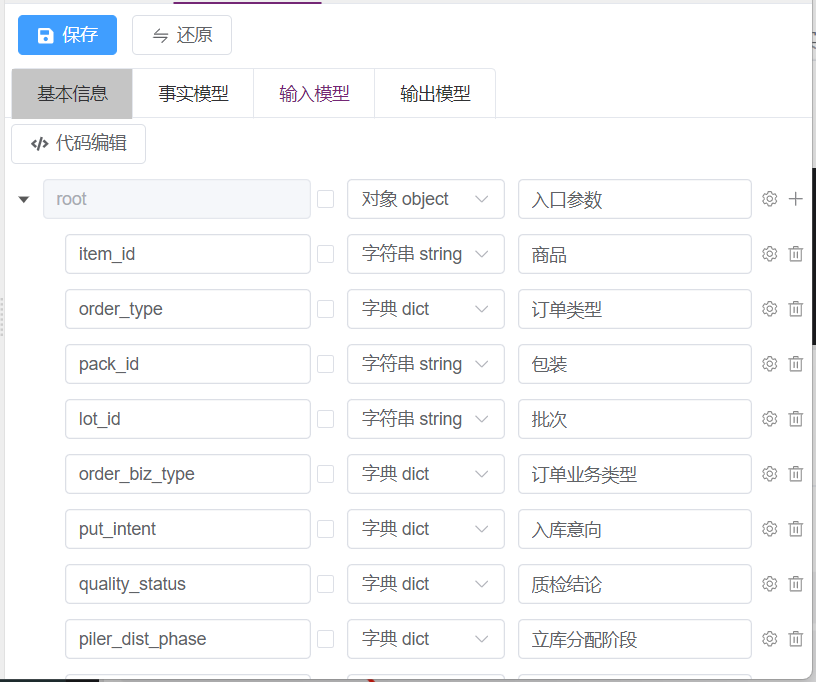 保存 还原
基本信息 事实模型 输入模型 输出模型
代码编辑
root 对象 object 入口参数
item_id 字符串 string 商品
order_type 字典 dict 订单类型
pack_id 字符串 string 包装
lot_id 字符串 string 批次
order_biz_type 字典 dict 订单业务类型
put_intent 字典 dict 入库意向
quality_status 字典 dict 质检结论
piler_dist_phase 字典 dict 立库分配阶段